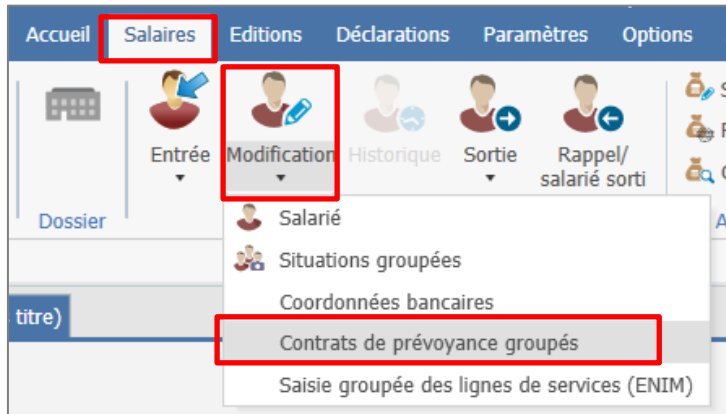 Accueil Salaires Editions Déclarations Paramètres Options
Entrée Modification Historique Sortie Rappel/
salarié sorti
Dossier
Salarié
Situations groupées
Coordonnées bancaires
titre)
Contrats de prévoyance groupés
Saisie groupée des lignes de services (ENIM)